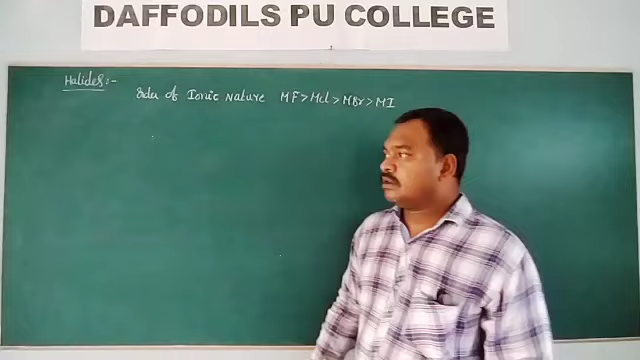 DAFFODILS PU COLLEGE
Halides:-
Order of Ionic Nature MF > MCl > MBr > MI